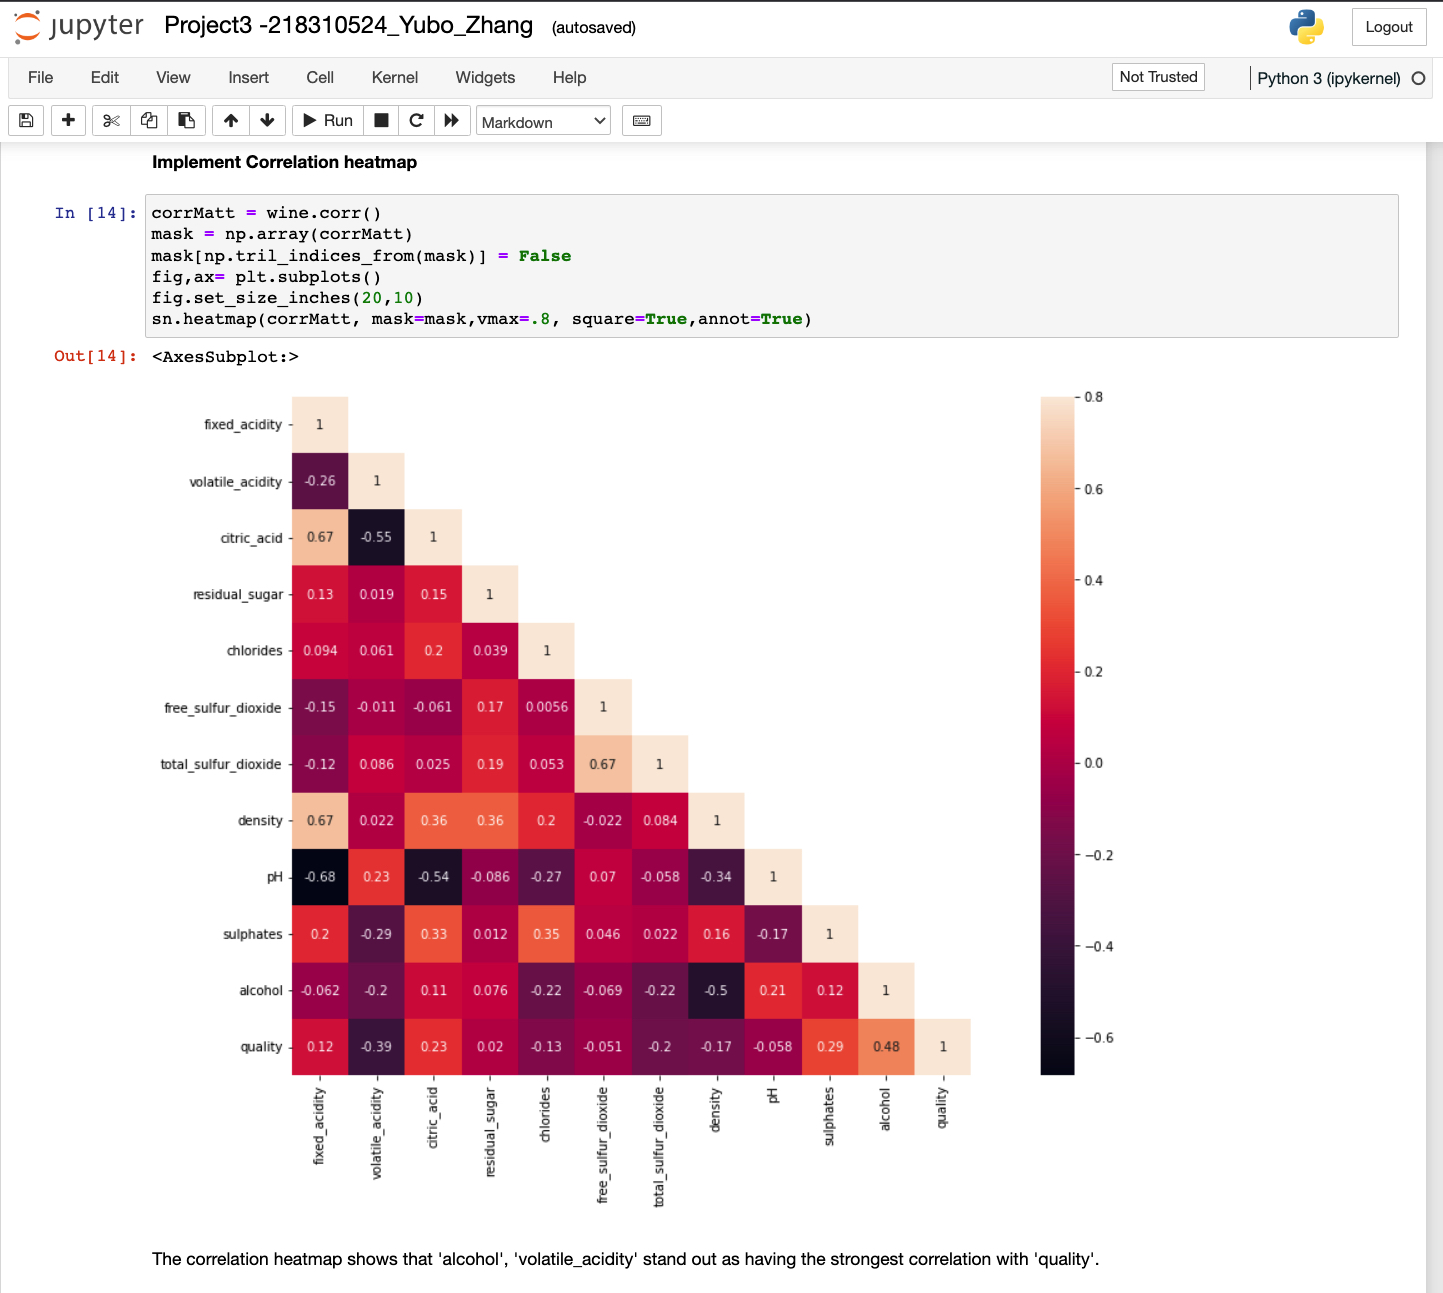 jupyter Project3 -218310524_Yubo_Zhang (autosaved) Logout
File Edit View Insert Cell Kernel Widgets Help Not Trusted Python 3 (ipykernel)
Run Markdown
Implement Correlation heatmap
In [14]: corrMatt = wine.corr()
mask = np.array(corrMatt)
mask[np.tril_indices_from(mask)] = False
fig,ax= plt.subplots()
fig.set_size_inches(20,10)
sn.heatmap(corrMatt, mask=mask,vmax=.8, square=True,annot=True)
Out[14]: <AxesSubplot:>
fixed_acidity 1
volatile_acidity -0.26 1
citric_acid 0.67 -0.55 1
residual_sugar 0.13 0.019 0.15 1
chlorides 0.094 0.061 0.2 0.039 1
free_sulfur_dioxide -0.15 -0.011 -0.061 0.17 0.0056 1
total_sulfur_dioxide -0.12 0.086 0.025 0.19 0.053 0.67 1
density 0.67 0.022 0.36 0.36 0.2 -0.022 0.084 1
pH -0.68 0.23 -0.54 -0.086 -0.27 0.07 -0.058 -0.34 1
sulphates 0.2 -0.29 0.33 0.012 0.35 0.046 0.022 0.16 -0.17 1
alcohol -0.062 -0.2 0.11 0.076 -0.22 -0.069 -0.22 -0.5 0.21 0.12 1
quality 0.12 -0.39 0.23 0.02 -0.13 -0.051 -0.2 -0.17 -0.058 0.29 0.48 1
fixed_acidity
volatile_acidity
citric_acid
residual_sugar
chlorides
free_sulfur_dioxide
total_sulfur_dioxide
density
pH
sulphates
alcohol
quality
0.8
0.6
0.4
0.2
0.0
−0.2
−0.4
−0.6
The correlation heatmap shows that 'alcohol', 'volatile_acidity' stand out as having the strongest correlation with 'quality'.